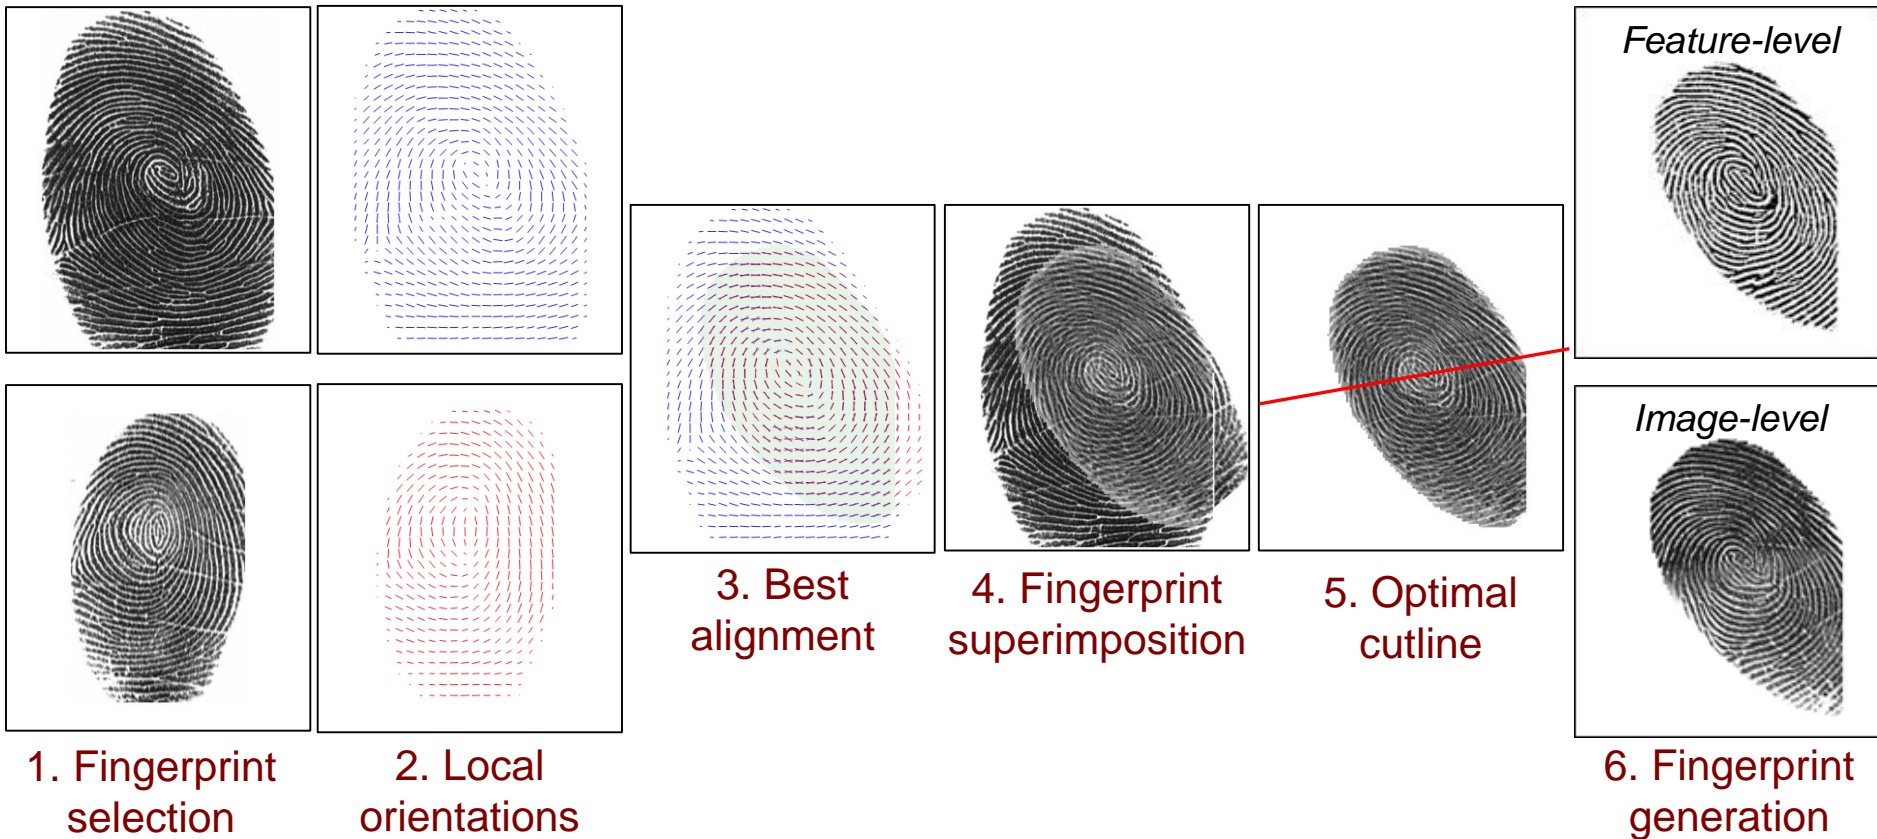 1. Fingerprint
selection
2. Local
orientations
3. Best
alignment
4. Fingerprint
superimposition
5. Optimal
cutline
Feature-level
Image-level
6. Fingerprint
generation